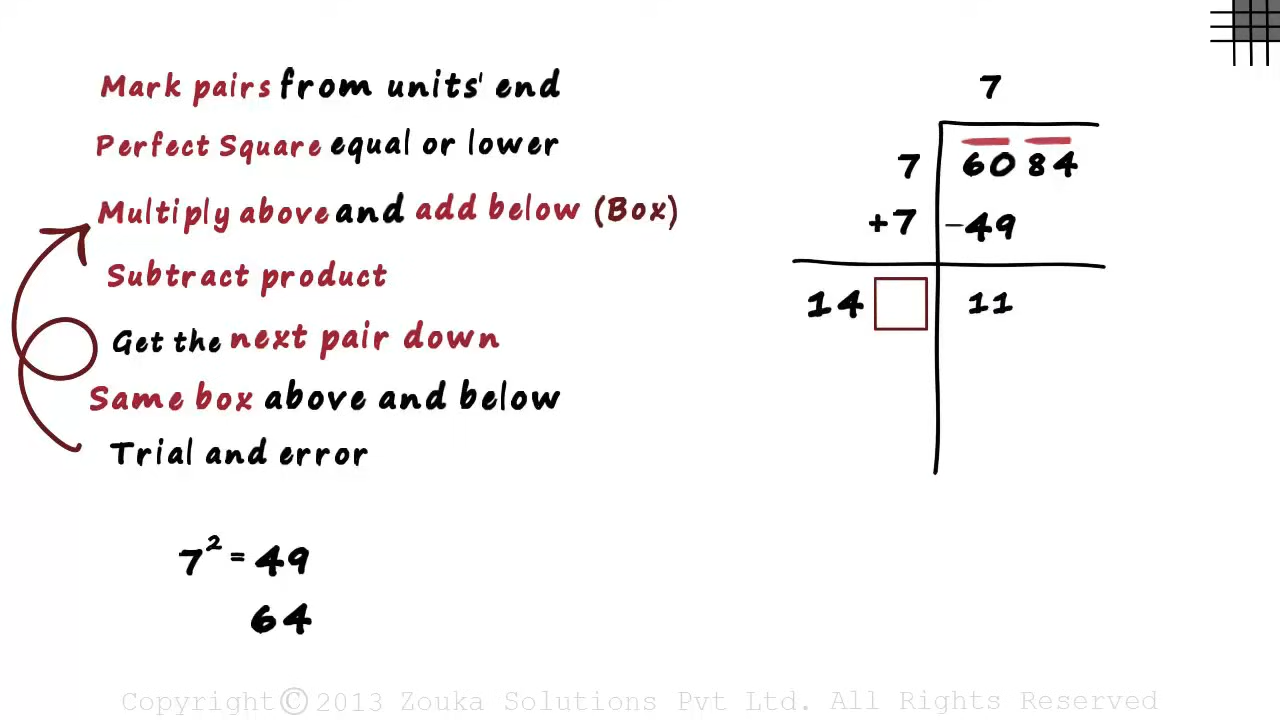 Mark pairs from units' end
Perfect Square equal or lower
Multiply above and add below (Box)
Subtract product
Get the next pair down
Same box above and below
Trial and error
7² = 49
64
7
7 60 84
+7 −49
14 11
Copyright© 2013 Zouka Solutions Pvt Ltd. All Rights Reserved